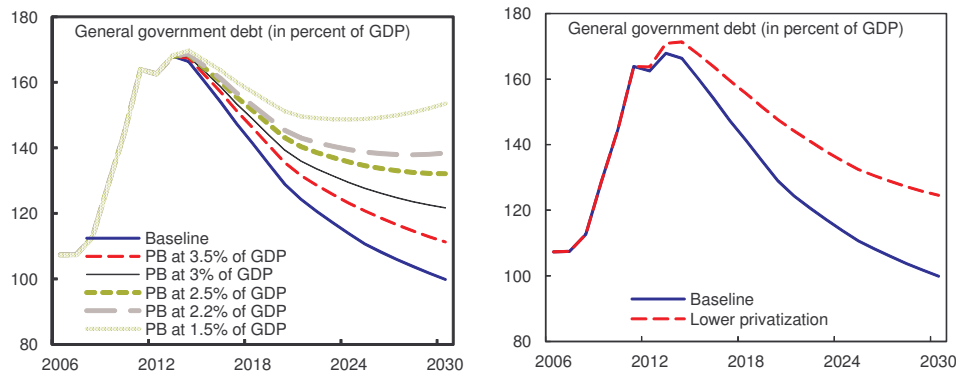 General government debt (in percent of GDP)
180
160
140
120
100
80
Baseline
PB at 3.5% of GDP
PB at 3% of GDP
PB at 2.5% of GDP
PB at 2.2% of GDP
PB at 1.5% of GDP
2006 2012 2018 2024 2030
General government debt (in percent of GDP)
180
160
140
120
100
80
Baseline
Lower privatization
2006 2012 2018 2024 2030